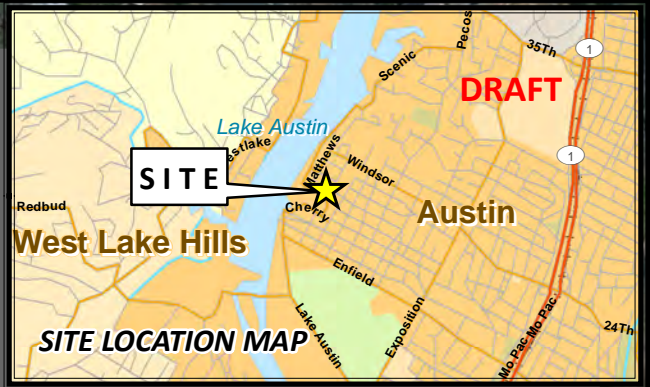 Pecos
35Th
1
Scenic
DRAFT
Lake Austin
Matthews
1
estlake
Windsor
SITE
Redbud
Cherry
Austin
West Lake Hills
Enfield
Lake Austin
Exposition
Mo Pac
Mo Pac
24Th
SITE LOCATION MAP